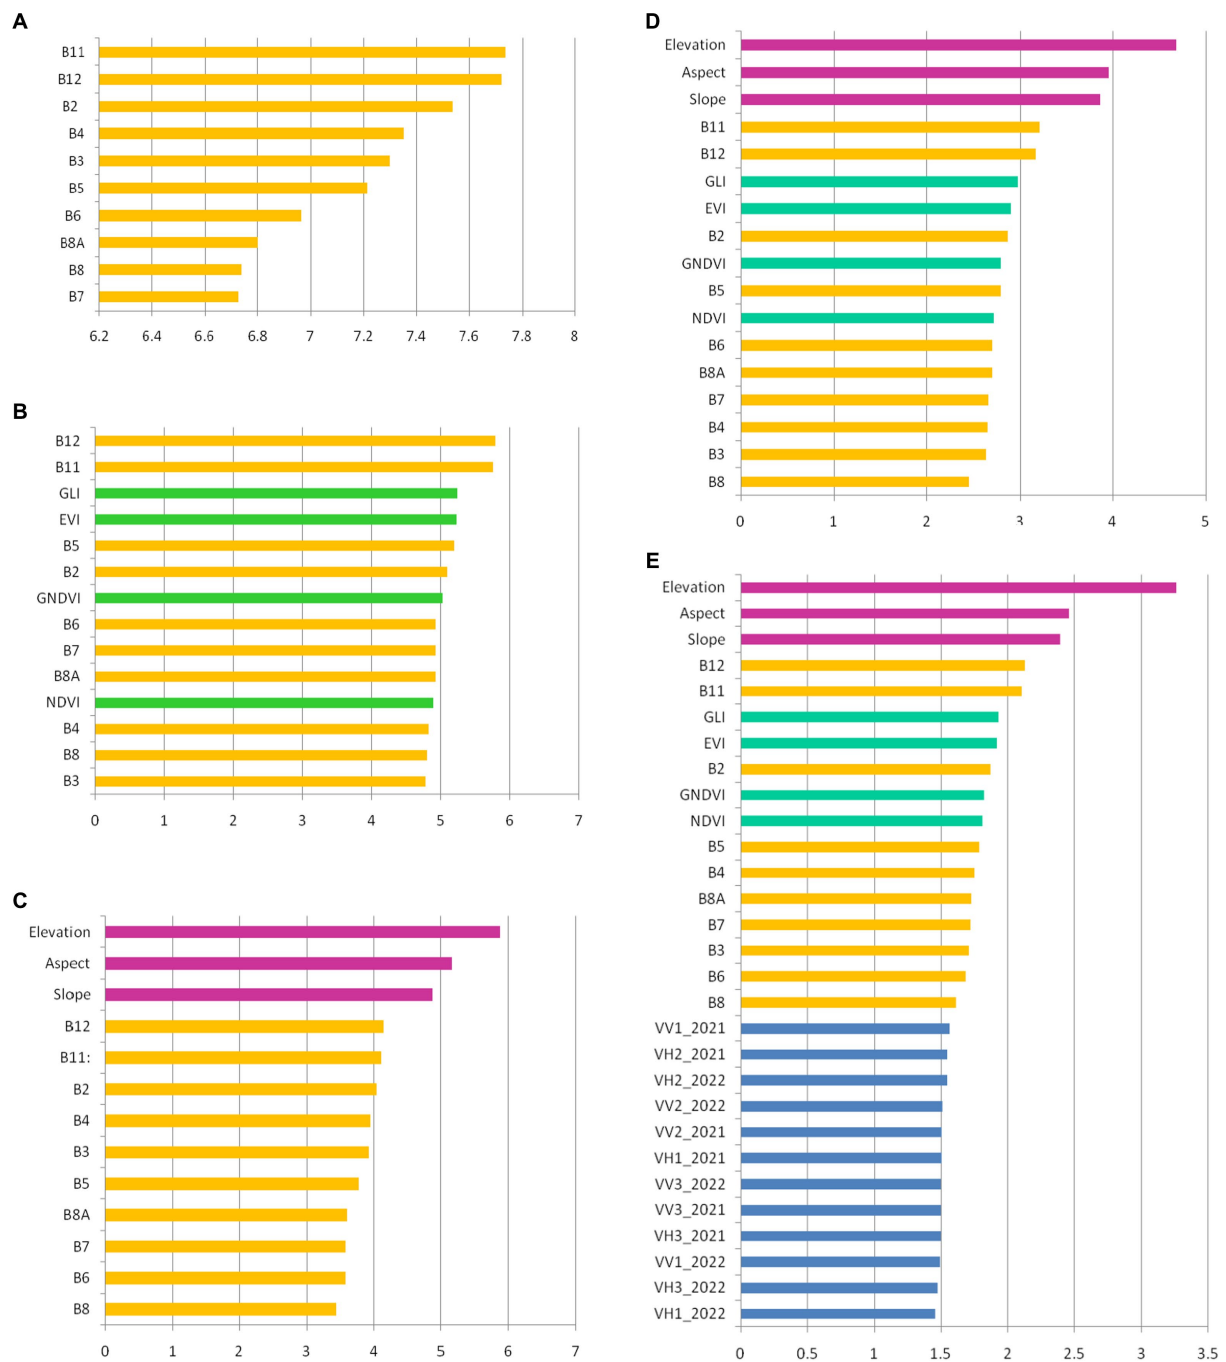 A
B11
B12
B2
B4
B3
B5
B6
B8A
B8
B7
6.2 6.4 6.6 6.8 7 7.2 7.4 7.6 7.8 8
B
B12
B11
GLI
EVI
B5
B2
GNDVI
B6
B7
B8A
NDVI
B4
B8
B3
0 1 2 3 4 5 6 7
C
Elevation
Aspect
Slope
B12
B11:
B2
B4
B3
B5
B8A
B7
B6
B8
0 1 2 3 4 5 6 7
D
Elevation
Aspect
Slope
B11
B12
GLI
EVI
B2
GNDVI
B5
NDVI
B6
B8A
B7
B4
B3
B8
0 1 2 3 4 5
E
Elevation
Aspect
Slope
B12
B11
GLI
EVI
B2
GNDVI
NDVI
B5
B4
B8A
B7
B3
B6
B8
VV1_2021
VH2_2021
VH2_2022
VV2_2022
VV2_2021
VH1_2021
VV3_2022
VV3_2021
VH3_2021
VV1_2022
VH3_2022
VH1_2022
0 0.5 1 1.5 2 2.5 3 3.5